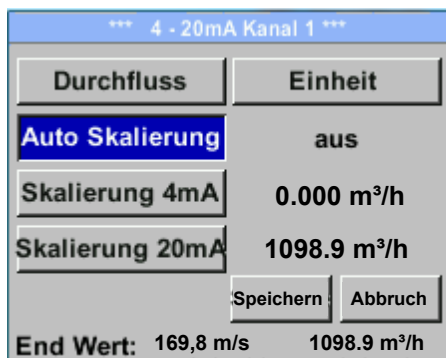 *** 4 - 20mA Kanal 1 ***
Durchfluss Einheit
Auto Skalierung aus
Skalierung 4mA 0.000 m³/h
Skalierung 20mA 1098.9 m³/h
Speichern Abbruch
End Wert: 169,8 m/s 1098.9 m³/h